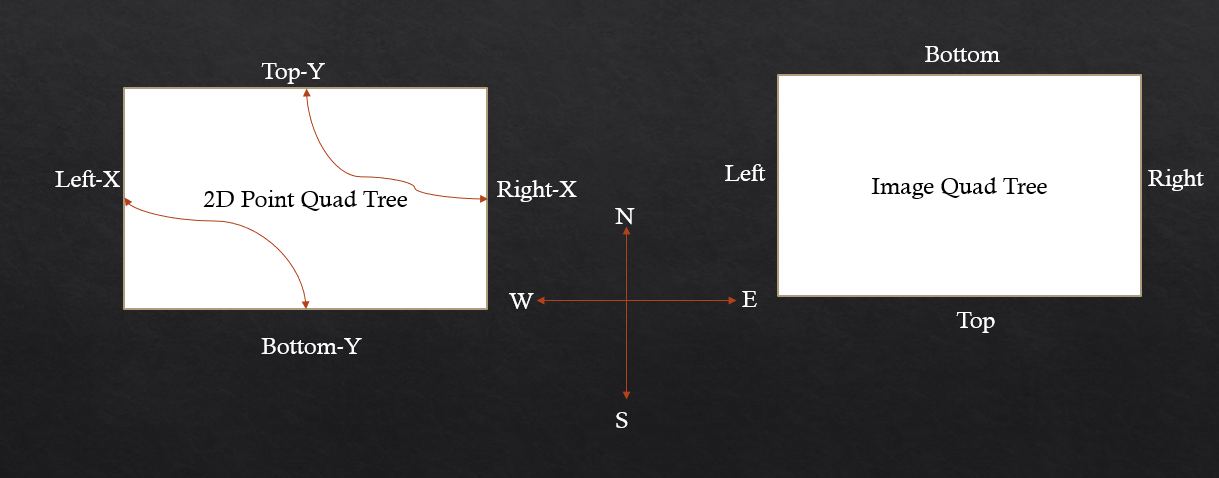 Top-Y
Left-X
2D Point Quad Tree
Right-X
Bottom-Y
N
W
E
S
Bottom
Left
Image Quad Tree
Right
Top